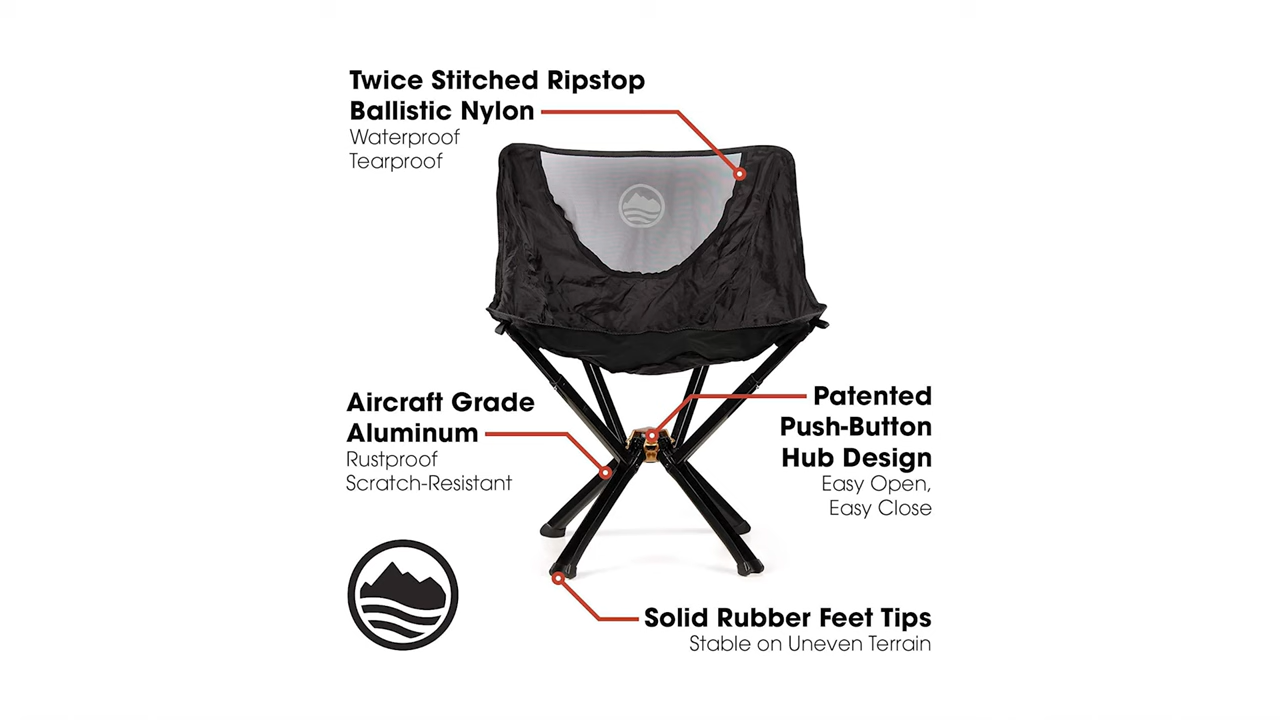 Twice Stitched Ripstop
Ballistic Nylon
Waterproof
Tearproof
Aircraft Grade
Aluminum
Rustproof
Scratch-Resistant
Patented
Push-Button
Hub Design
Easy Open,
Easy Close
Solid Rubber Feet Tips
Stable on Uneven Terrain